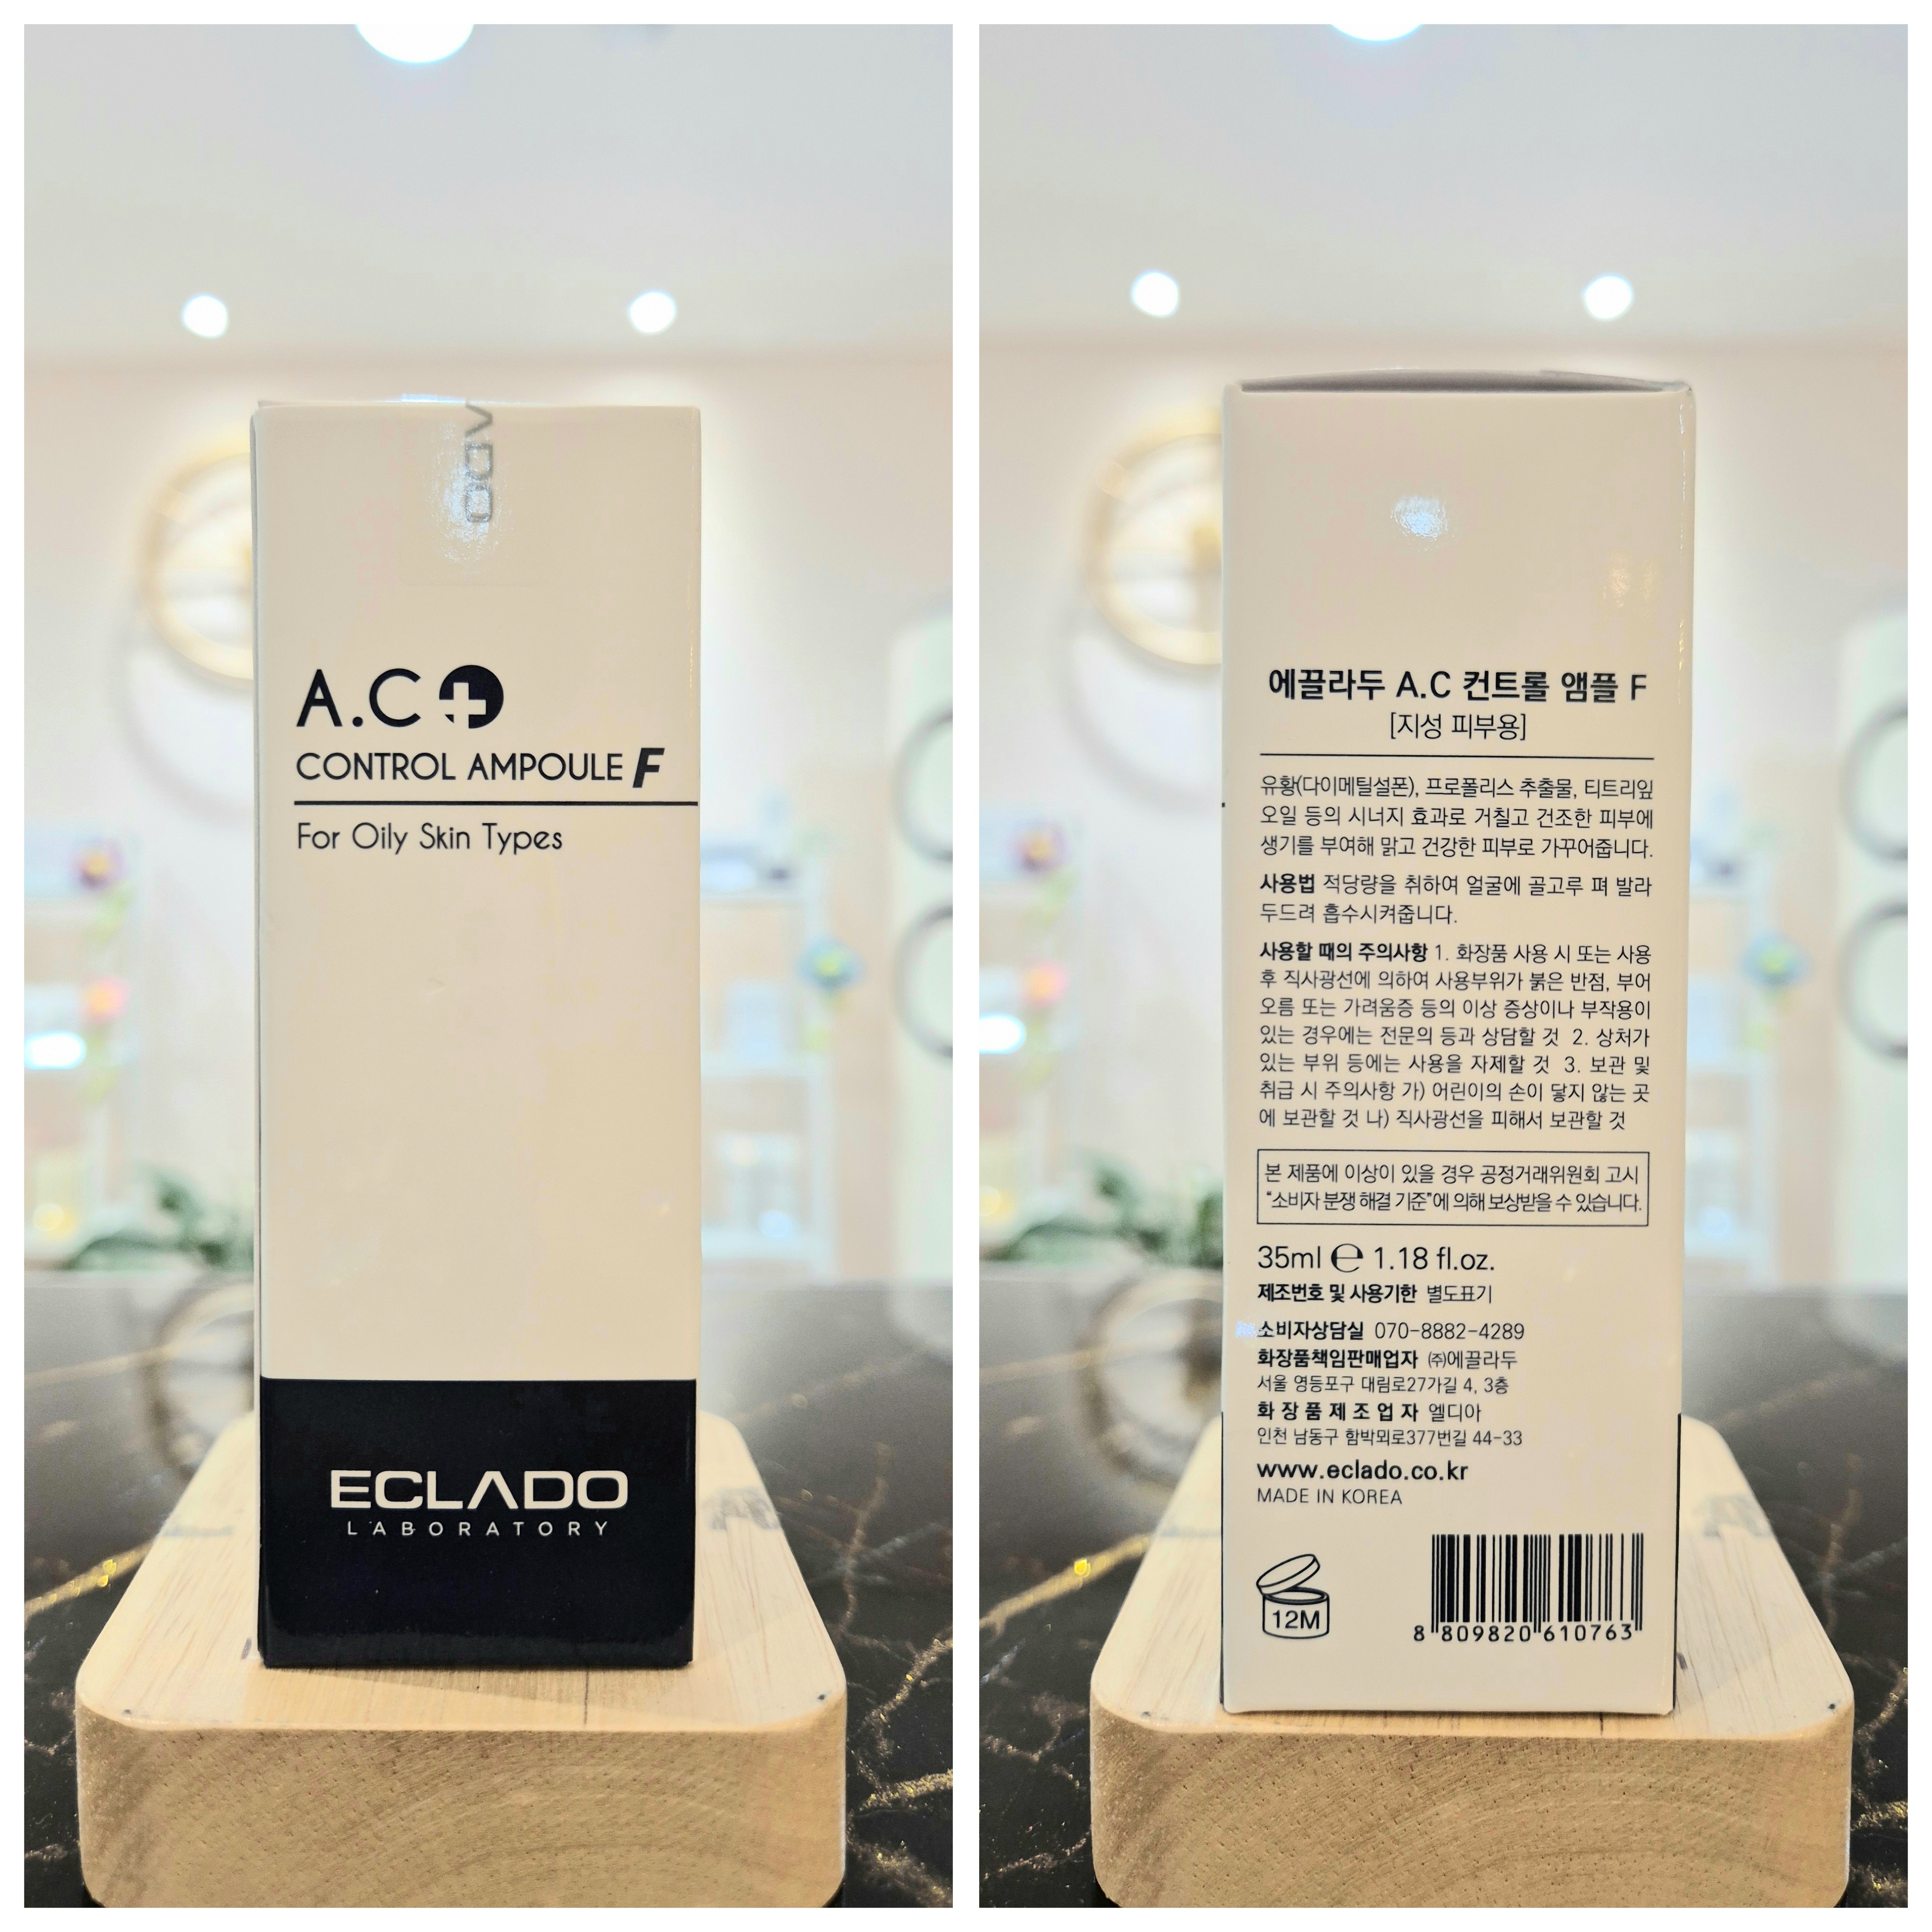 ADO
A.C
CONTROL AMPOULE F
For Oily Skin Types
ECLADO
LABORATORY
에끌라두 A.C 컨트롤 앰플 F
[지성 피부용]
유황(다이메틸설폰), 프로폴리스 추출물, 티트리잎
오일 등의 시너지 효과로 거칠고 건조한 피부에
생기를 부여해 맑고 건강한 피부로 가꾸어줍니다.
사용법 적당량을 취하여 얼굴에 골고루 펴 발라
두드려 흡수시켜줍니다.
사용할 때의 주의사항 1. 화장품 사용 시 또는 사용
후 직사광선에 의하여 사용부위가 붉은 반점, 부어
오름 또는 가려움증 등의 이상 증상이나 부작용이
있는 경우에는 전문의 등과 상담할 것 2. 상처가
있는 부위 등에는 사용을 자제할 것 3. 보관 및
취급 시 주의사항 가) 어린이의 손이 닿지 않는 곳
에 보관할 것 나) 직사광선을 피해서 보관할 것
본 제품에 이상이 있을 경우 공정거래위원회 고시
"소비자 분쟁 해결 기준"에 의해 보상받을 수 있습니다.
35ml ℮ 1.18 fl.oz.
제조번호 및 사용기한 별도표기
소비자상담실 070-8882-4289
화장품책임판매업자 ㈜에끌라두
서울 영등포구 대림로27가길 4, 3층
화장품제조업자 엘디아
인천 남동구 함박뫼로377번길 44-33
www.eclado.co.kr
MADE IN KOREA
12M
8 809820 610763